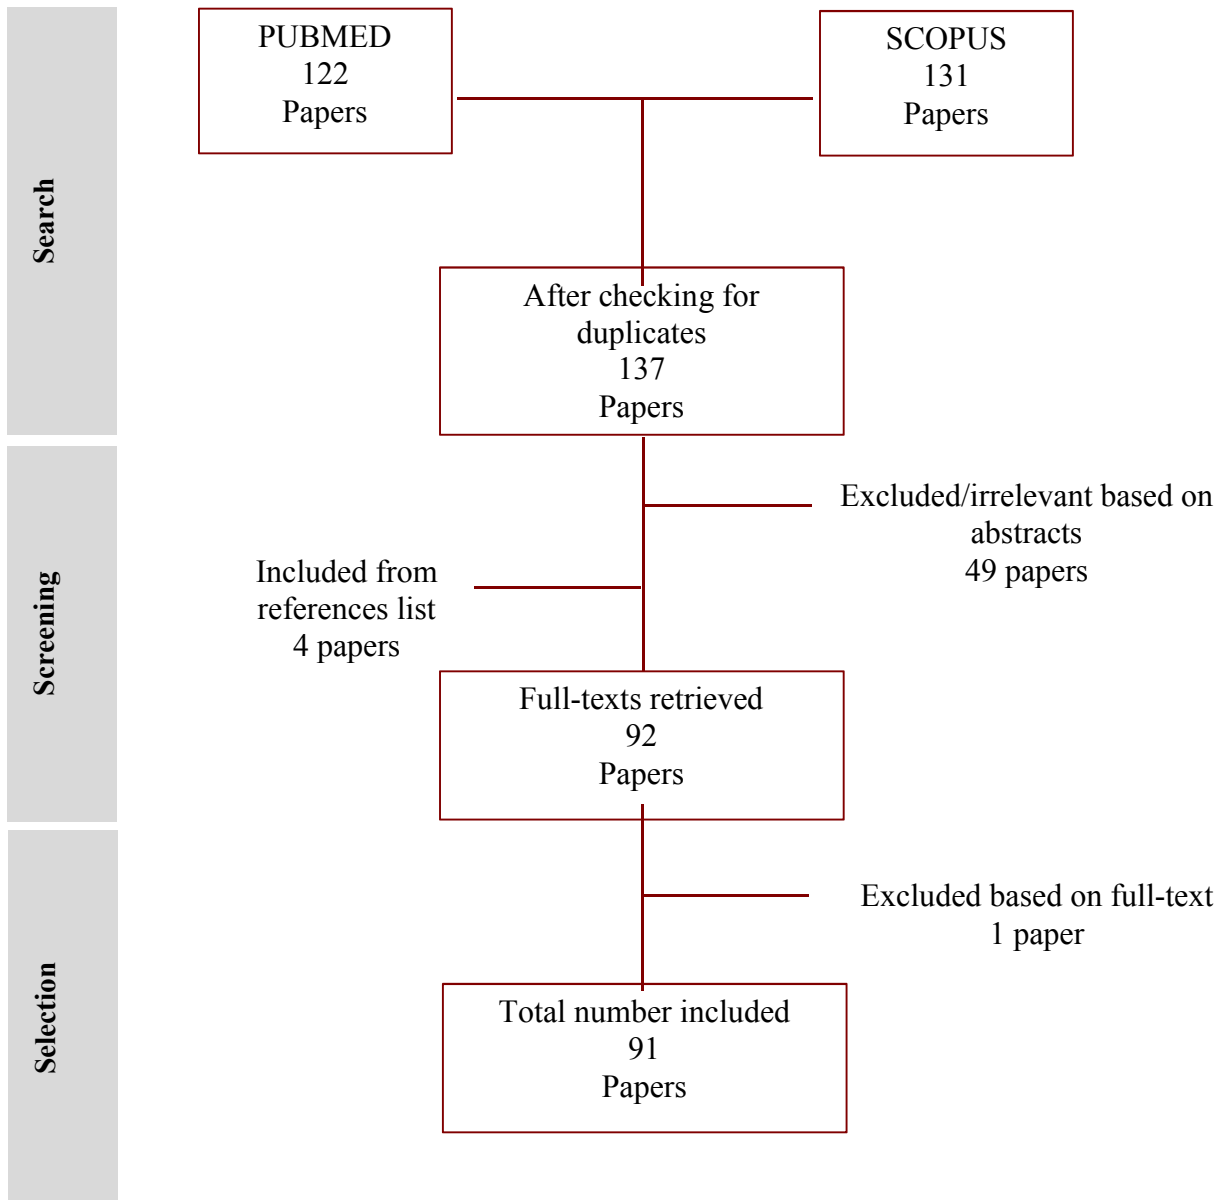 Search
PUBMED
122
Papers
SCOPUS
131
Papers
After checking for
duplicates
137
Papers
Screening
Excluded/irrelevant based on
abstracts
49 papers
Included from
references list
4 papers
Full-texts retrieved
92
Papers
Selection
Excluded based on full-text
1 paper
Total number included
91
Papers